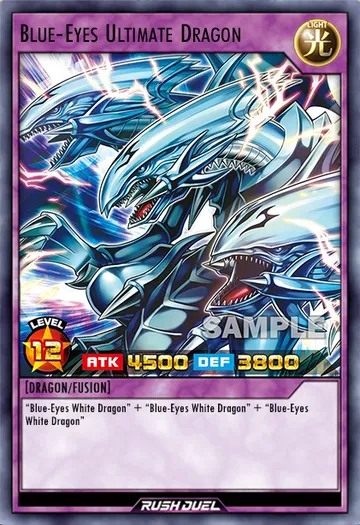 Blue-Eyes Ultimate Dragon
LIGHT
光
SAMPLE
LEVEL
12
ATK 4500 DEF 3800
[DRAGON/FUSION]
“Blue-Eyes White Dragon” + “Blue-Eyes White Dragon” + “Blue-Eyes
White Dragon”
RUSH DUEL